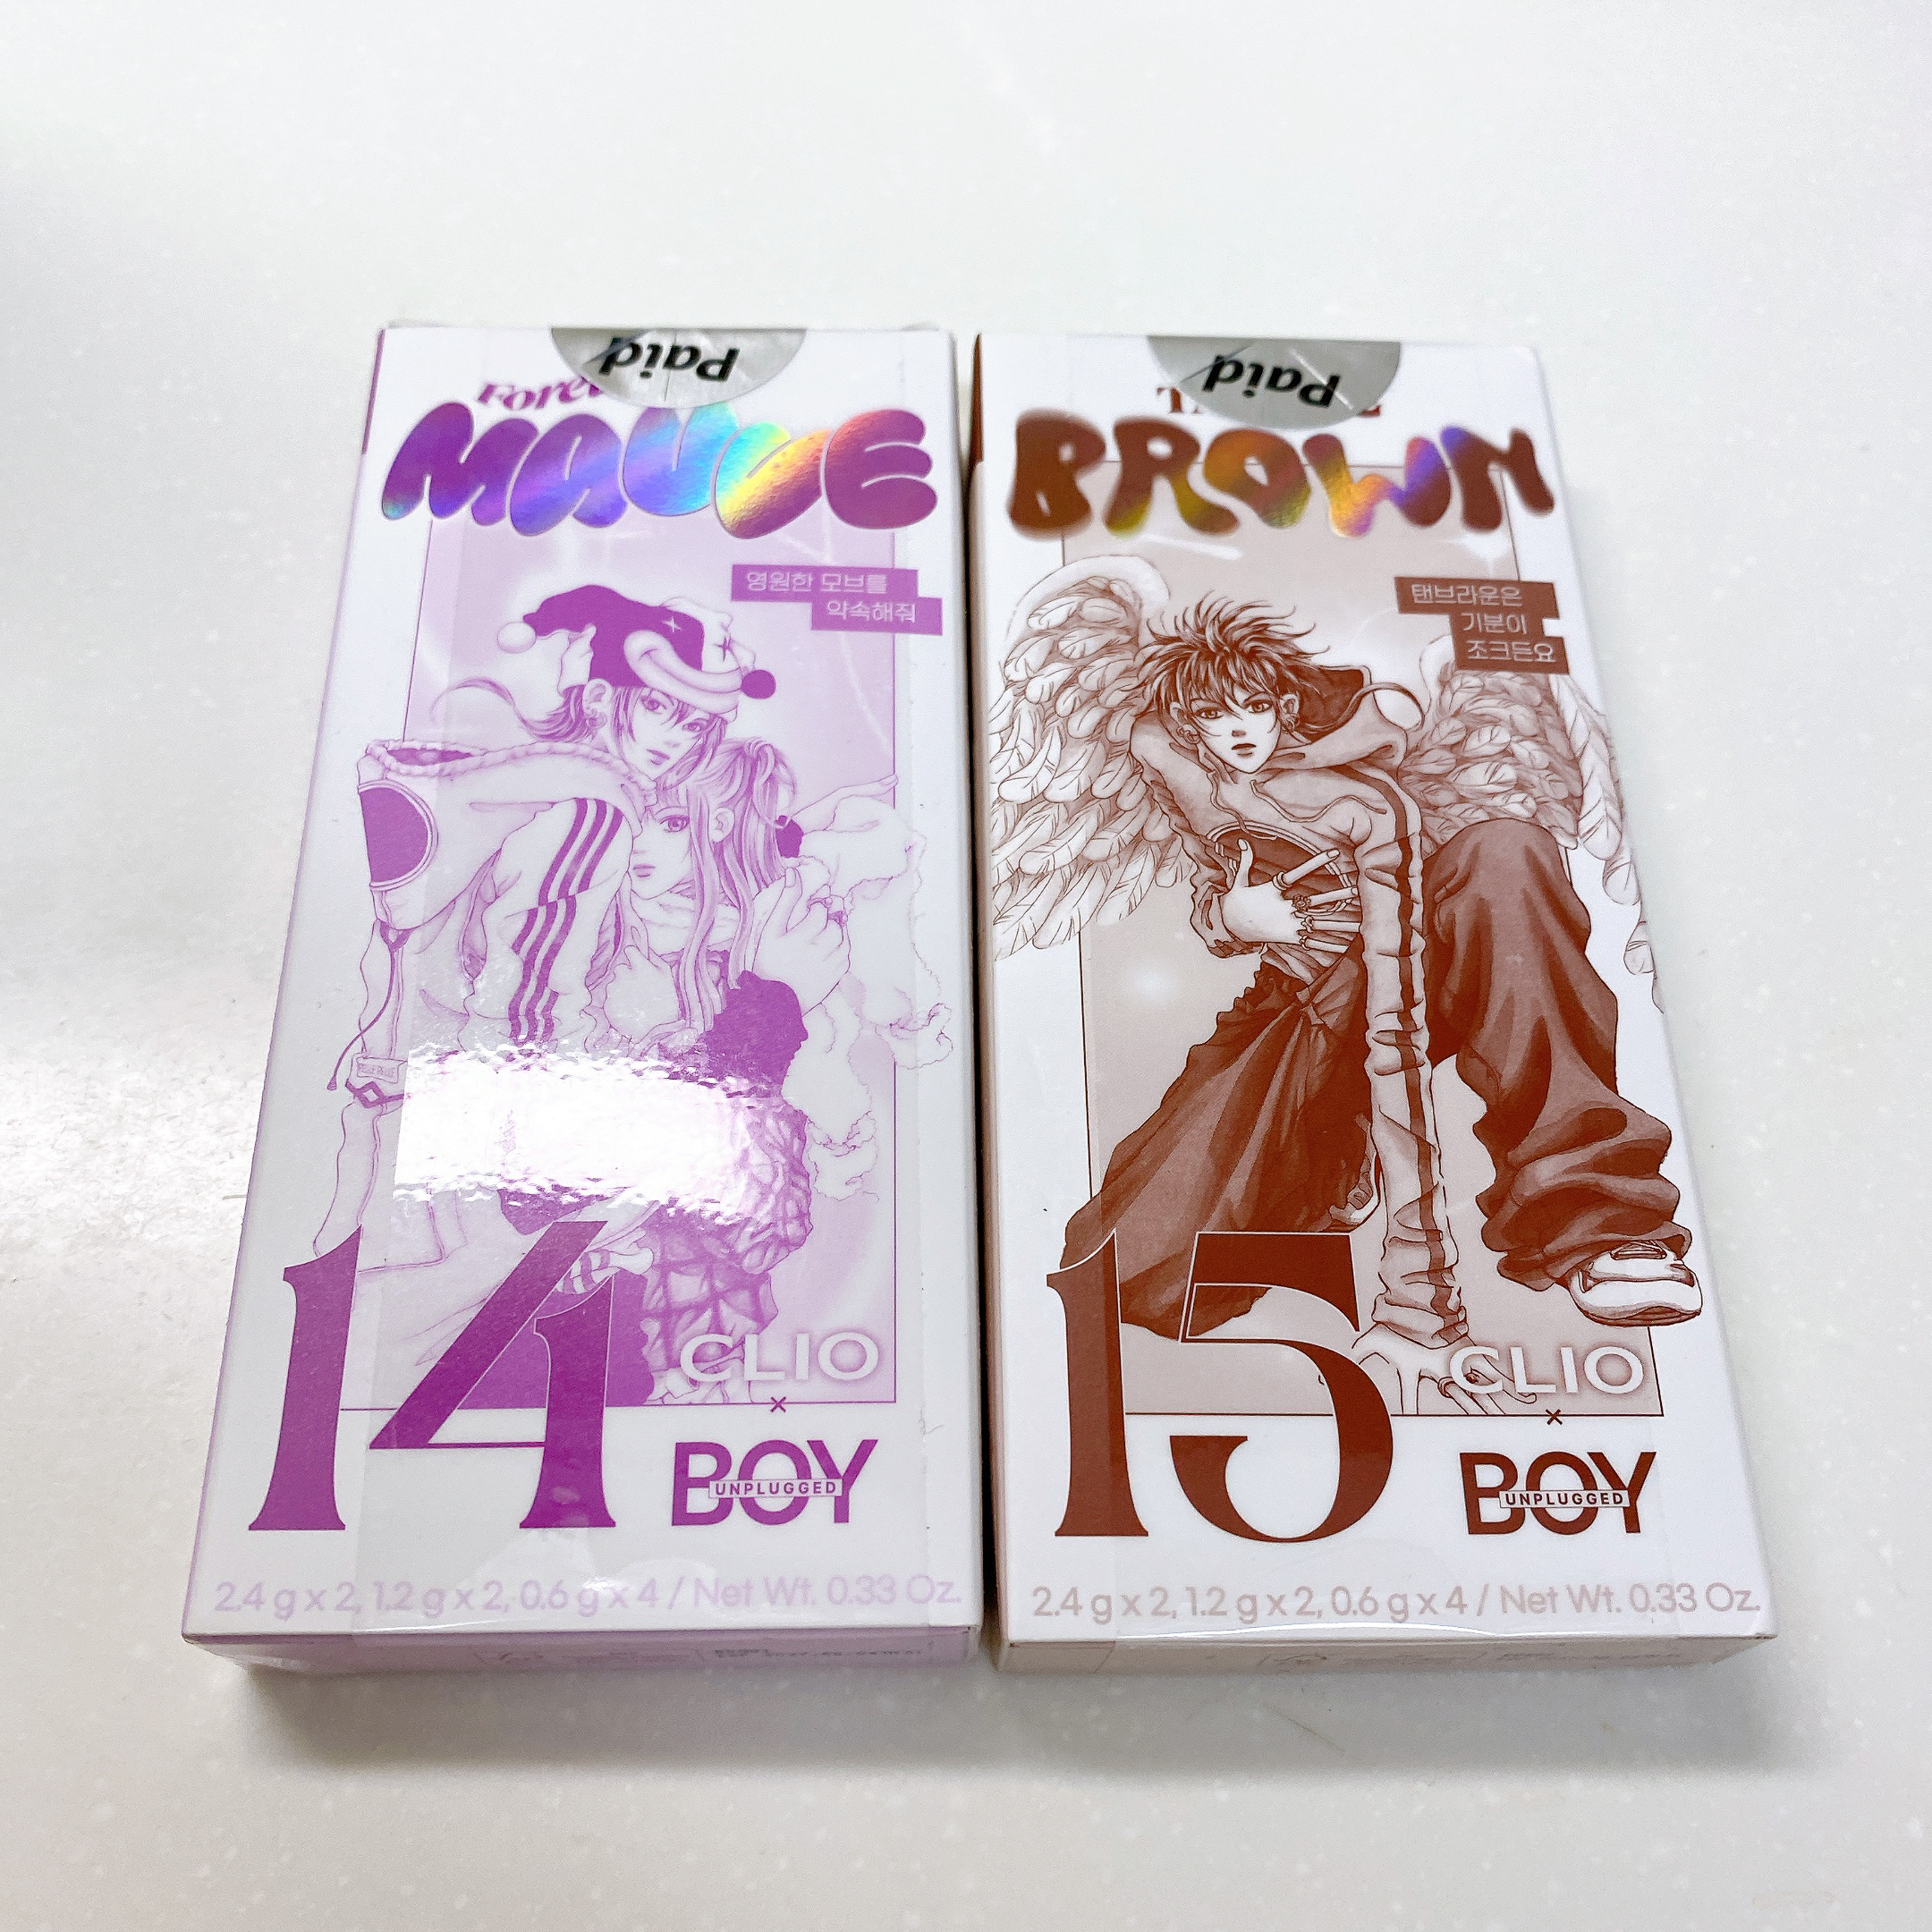 Paid
MAUVE
영원한 모브를
약속해줘
14
CLIO
×
BOY
UNPLUGGED
2.4 g x 2, 1.2 g x 2, 0.6 g x 4 / Net Wt. 0.33 Oz.
Paid
BROWN
탠브라운은
기분이
조크든요
15
CLIO
×
BOY
UNPLUGGED
2.4 g x 2, 1.2 g x 2, 0.6 g x 4 / Net Wt. 0.33 Oz.